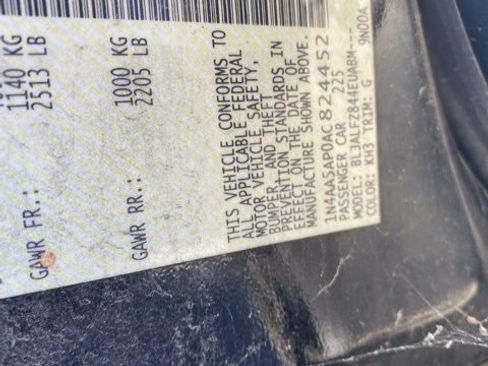 1140 KG
GAWR FR.: 2513 LB
1000 KG
GAWR RR.: 2205 LB
THIS VEHICLE CONFORMS TO
ALL APPLICABLE FEDERAL
MOTOR VEHICLE SAFETY,
BUMPER, AND THEFT
PREVENTION STANDARDS IN
EFFECT ON THE DATE OF
MANUFACTURE SHOWN ABOVE.
1N4AA5AP0AC824452
PASSENGER CAR 225
MODEL: BL3ALFZ844EUABM---
COLOR: KH3 TRIM: G 9N00A